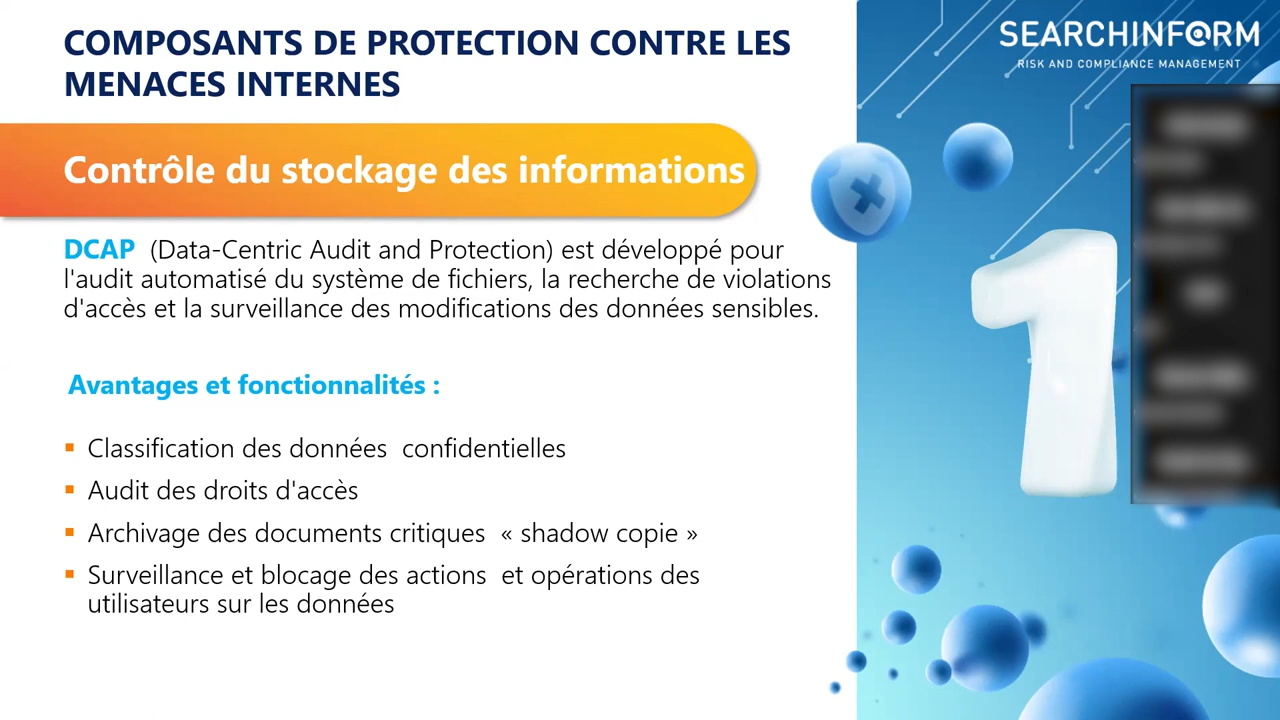 COMPOSANTS DE PROTECTION CONTRE LES
MENACES INTERNES
Contrôle du stockage des informations
DCAP (Data-Centric Audit and Protection) est développé pour
l'audit automatisé du système de fichiers, la recherche de violations
d'accès et la surveillance des modifications des données sensibles.
Avantages et fonctionnalités :
▪ Classification des données confidentielles
▪ Audit des droits d'accès
▪ Archivage des documents critiques « shadow copie »
▪ Surveillance et blocage des actions et opérations des
utilisateurs sur les données
SEARCHINF@RM
RISK AND COMPLIANCE MANAGEMENT
1